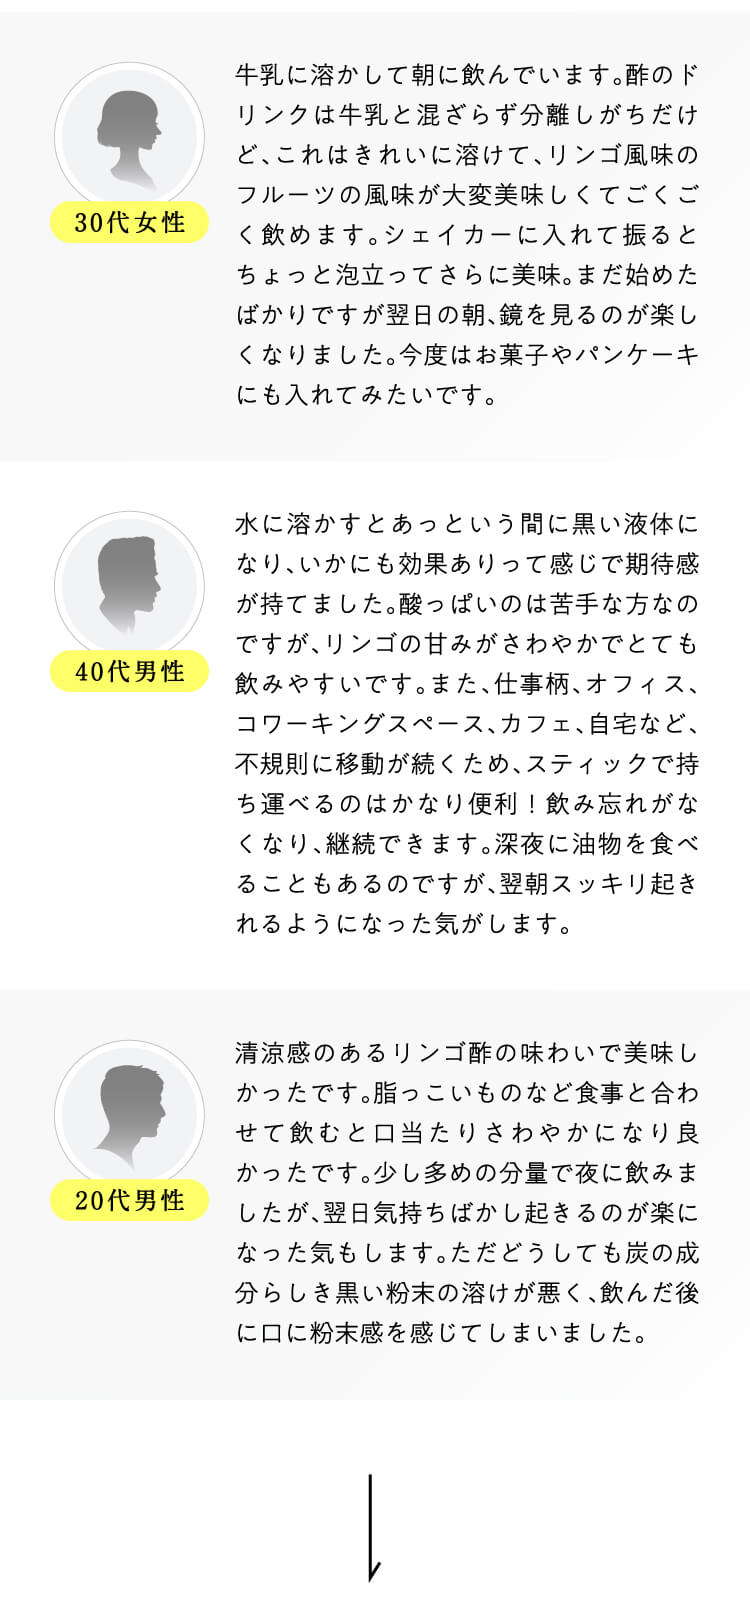 牛乳に溶かして朝に飲んでいます。酢のド
リンクは牛乳と混ざらず分離しがちだけ
ど、これはきれいに溶けて、リンゴ風味の
フルーツの風味が大変美味しくてごくご
く飲めます。シェイカーに入れて振ると
ちょっと泡立ってさらに美味。まだ始めた
ばかりですが翌日の朝、鏡を見るのが楽し
くなりました。今度はお菓子やパンケーキ
にも入れてみたいです。
30代女性
水に溶かすとあっという間に黒い液体に
なり、いかにも効果ありって感じで期待感
が持てました。酸っぱいのは苦手な方なの
ですが、リンゴの甘みがさわやかでとても
飲みやすいです。また、仕事柄、オフィス、
コワーキングスペース、カフェ、自宅など、
不規則に移動が続くため、スティックで持
ち運べるのはかなり便利！飲み忘れがな
くなり、継続できます。深夜に油物を食べ
ることもあるのですが、翌朝スッキリ起き
れるようになった気がします。
40代男性
清涼感のあるリンゴ酢の味わいで美味し
かったです。脂っこいものなど食事と合わ
せて飲むと口当たりさわやかになり良
かったです。少し多めの分量で夜に飲みま
したが、翌日気持ちばかし起きるのが楽に
なった気もします。ただどうしても炭の成
分らしき黒い粉末の溶けが悪く、飲んだ後
に口に粉末感を感じてしまいました。
20代男性